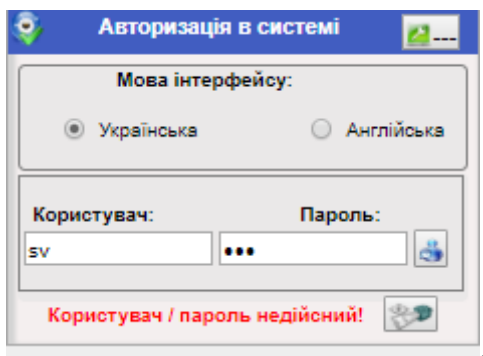 Авторизація в системі
---
Мова інтерфейсу:
Українська Англійська
Користувач: Пароль:
sv •••
Користувач / пароль недійсний!